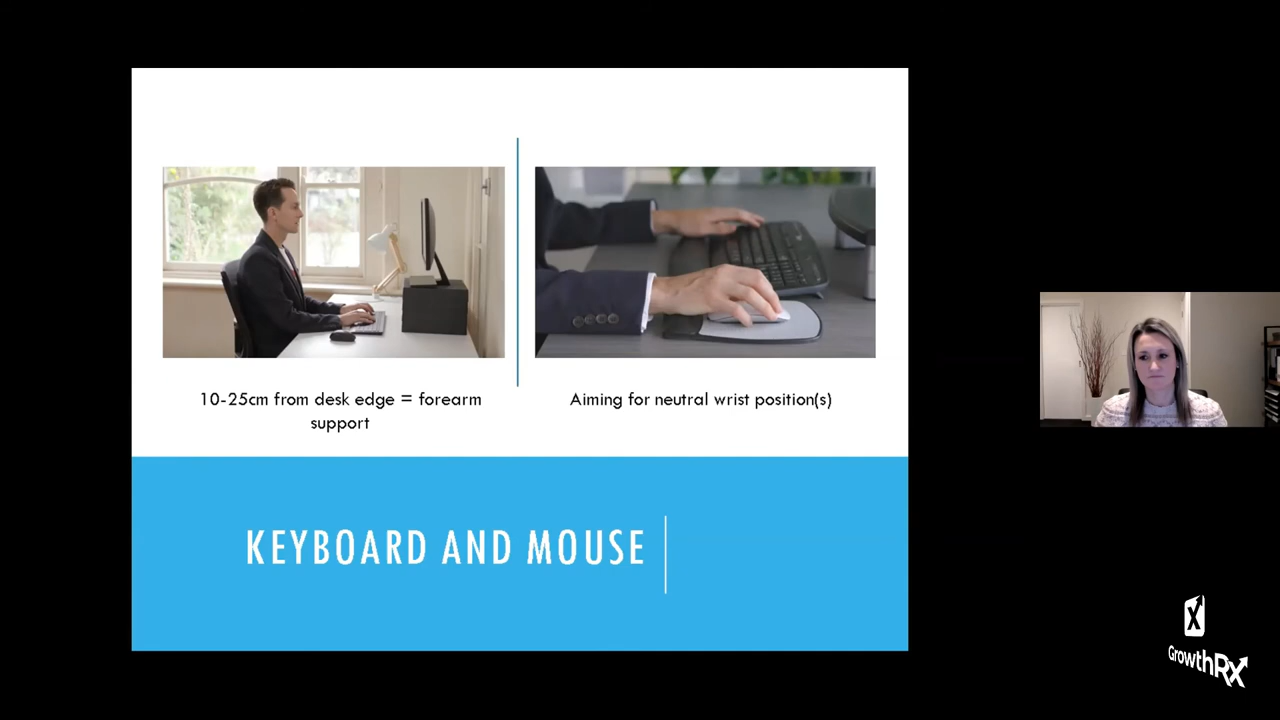 10-25cm from desk edge = forearm
support
Aiming for neutral wrist position(s)
KEYBOARD AND MOUSE
X
GrowthRX